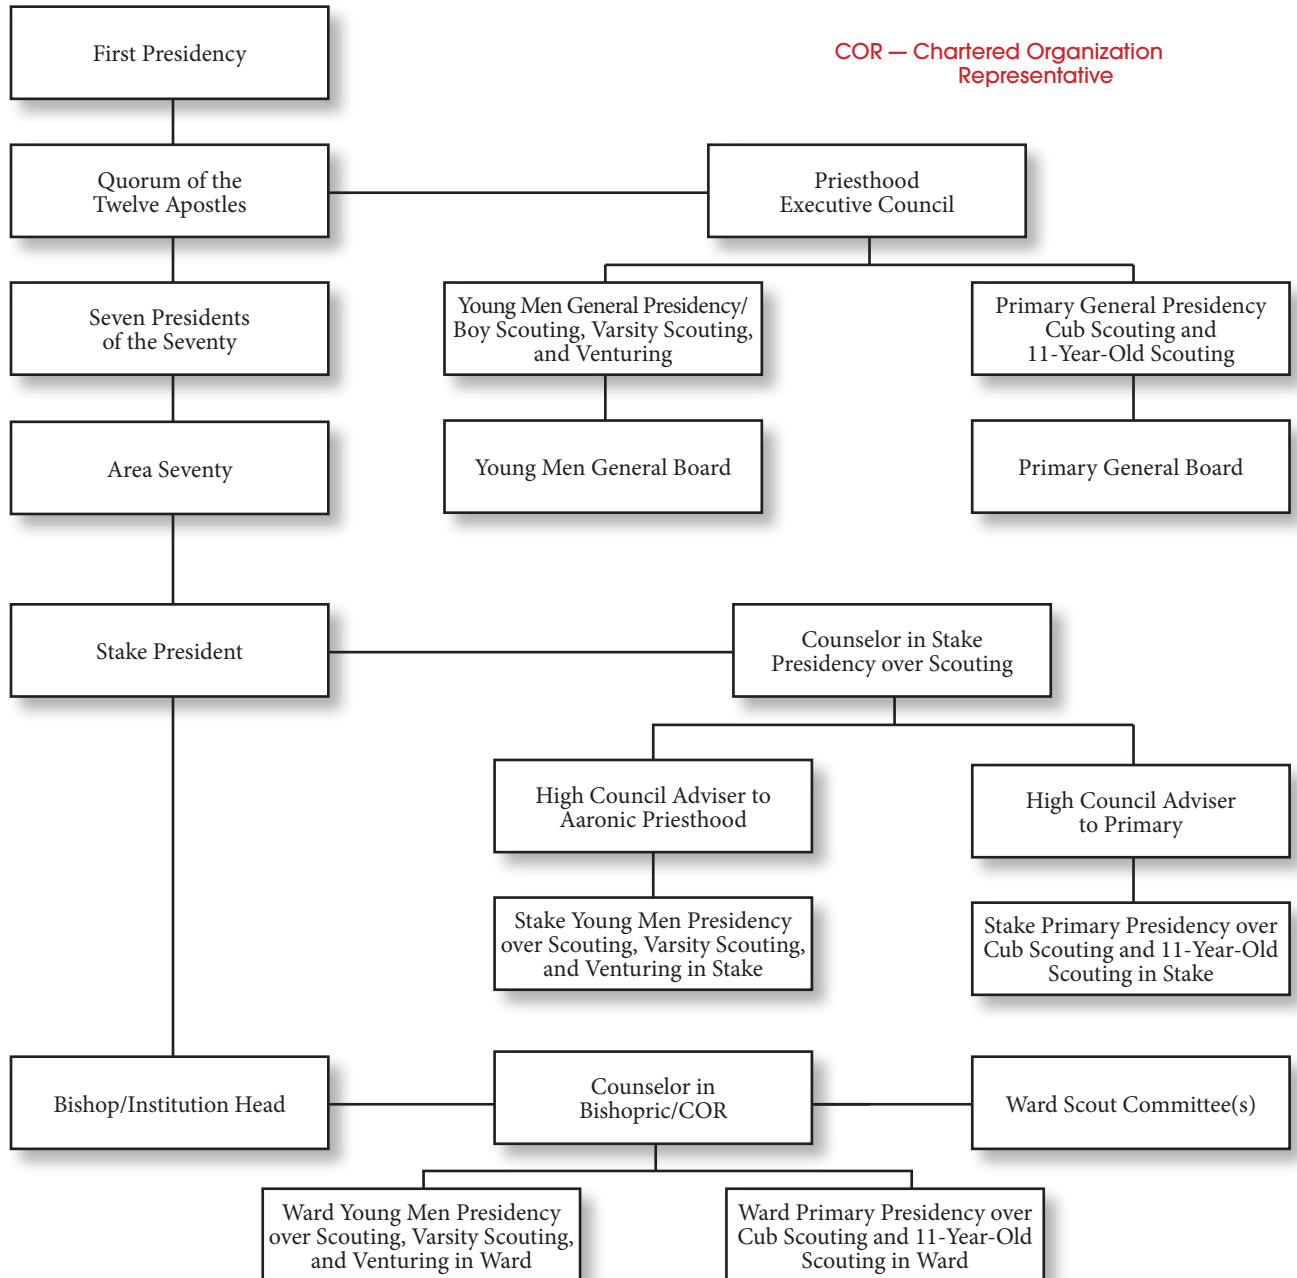 First Presidency
COR — Chartered Organization
Representative
Quorum of the
Twelve Apostles
Priesthood
Executive Council
Seven Presidents
of the Seventy
Young Men General Presidency/
Boy Scouting, Varsity Scouting,
and Venturing
Primary General Presidency
Cub Scouting and
11-Year-Old Scouting
Area Seventy
Young Men General Board
Primary General Board
Stake President
Counselor in Stake
Presidency over Scouting
High Council Adviser to
Aaronic Priesthood
High Council Adviser
to Primary
Stake Young Men Presidency
over Scouting, Varsity Scouting,
and Venturing in Stake
Stake Primary Presidency over
Cub Scouting and 11-Year-Old
Scouting in Stake
Bishop/Institution Head
Counselor in
Bishopric/COR
Ward Scout Committee(s)
Ward Young Men Presidency
over Scouting, Varsity Scouting,
and Venturing in Ward
Ward Primary Presidency over
Cub Scouting and 11-Year-Old
Scouting in Ward